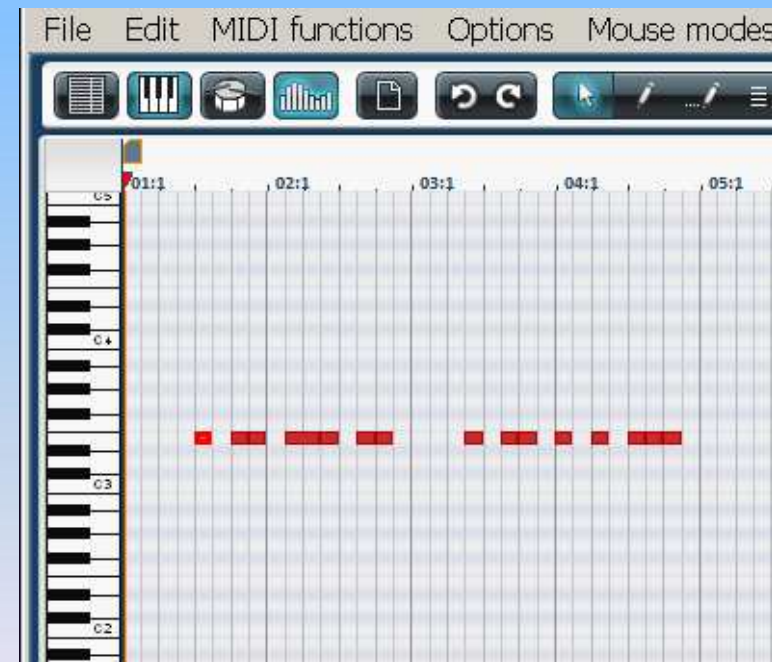 File Edit MIDI functions Options Mouse modes
01:1 02:1 03:1 04:1 05:1
C5
C4
C3
C2